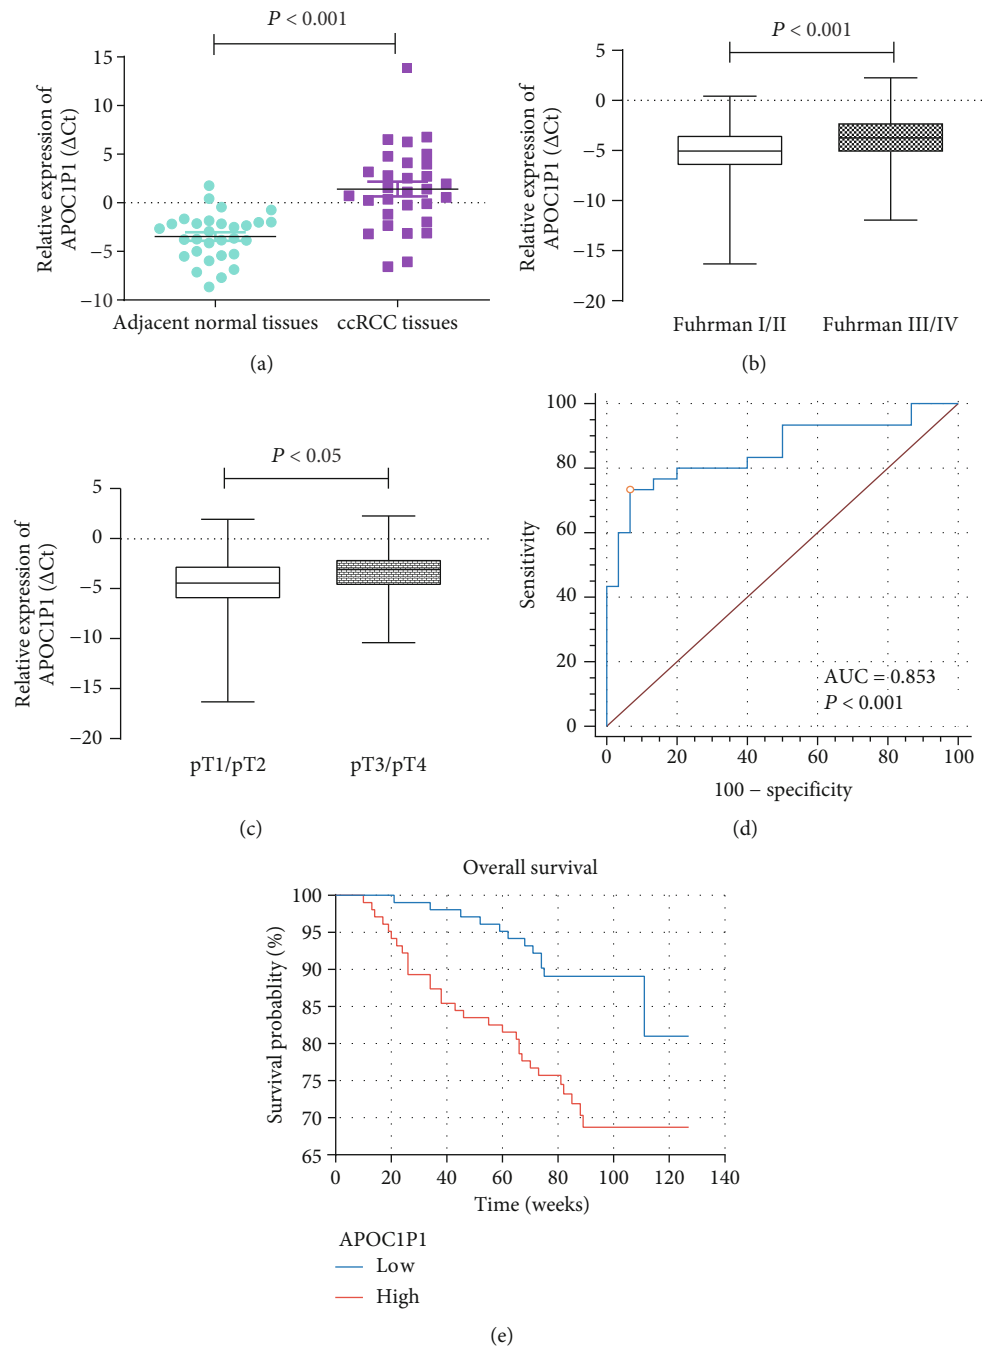 P < 0.001
Relative expression of
APOC1P1 (ΔCt)
15
10
5
0
−5
−10
Adjacent normal tissues
ccRCC tissues
(a)
P < 0.001
Relative expression of
APOC1P1 (ΔCt)
5
0
−5
−10
−15
−20
Fuhrman I/II
Fuhrman III/IV
(b)
P < 0.05
Relative expression of
APOC1P1 (ΔCt)
5
0
−5
−10
−15
−20
pT1/pT2
pT3/pT4
(c)
Sensitivity
100
80
60
40
20
0
AUC = 0.853
P < 0.001
0 20 40 60 80 100
100 − specificity
(d)
Overall survival
Survival probablity (%)
100
95
90
85
80
75
70
65
0 20 40 60 80 100 120 140
Time (weeks)
APOC1P1
Low
High
(e)